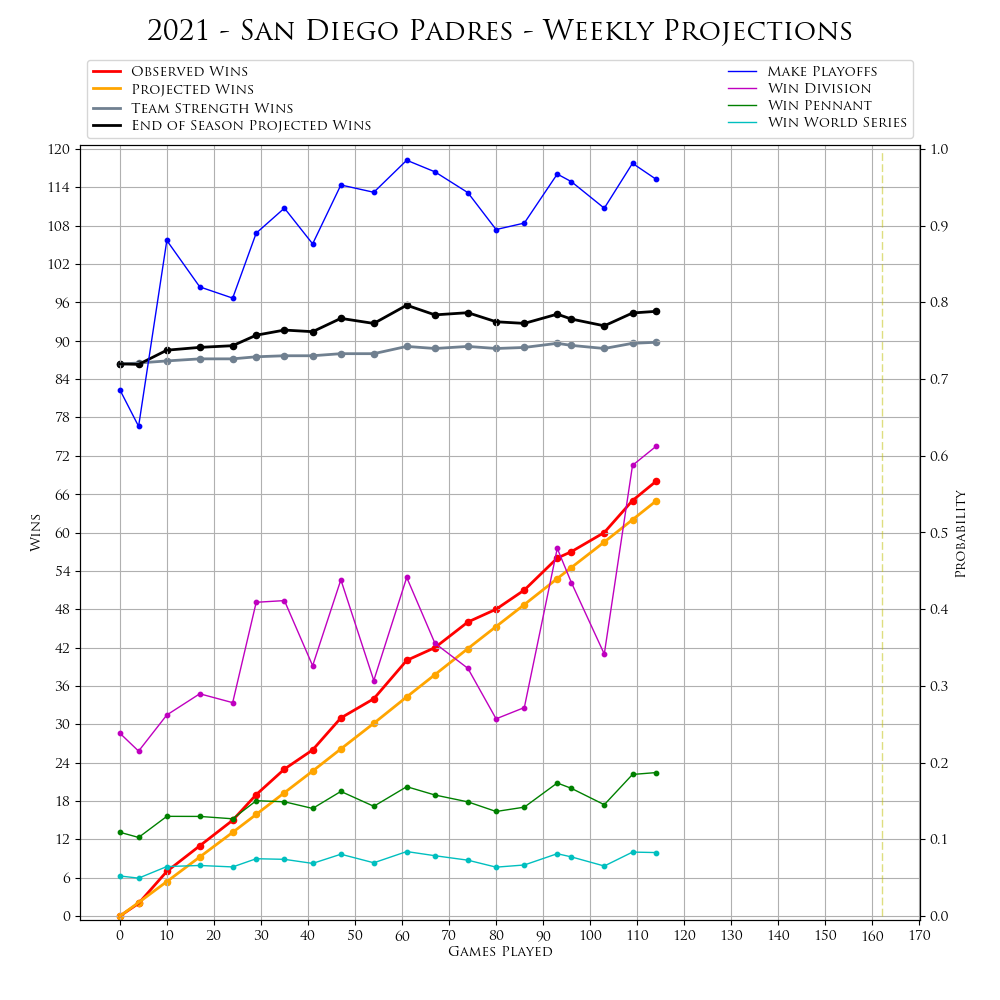 2021 - San Diego Padres - Weekly Projections
Observed Wins
Projected Wins
Team Strength Wins
End of Season Projected Wins
Make Playoffs
Win Division
Win Pennant
Win World Series
120
114
108
102
96
90
84
78
72
66
60
54
48
42
36
30
24
18
12
6
0
Wins
1.0
0.9
0.8
0.7
0.6
0.5
0.4
0.3
0.2
0.1
0.0
Probability
0 10 20 30 40 50 60 70 80 90 100 110 120 130 140 150 160 170
Games Played